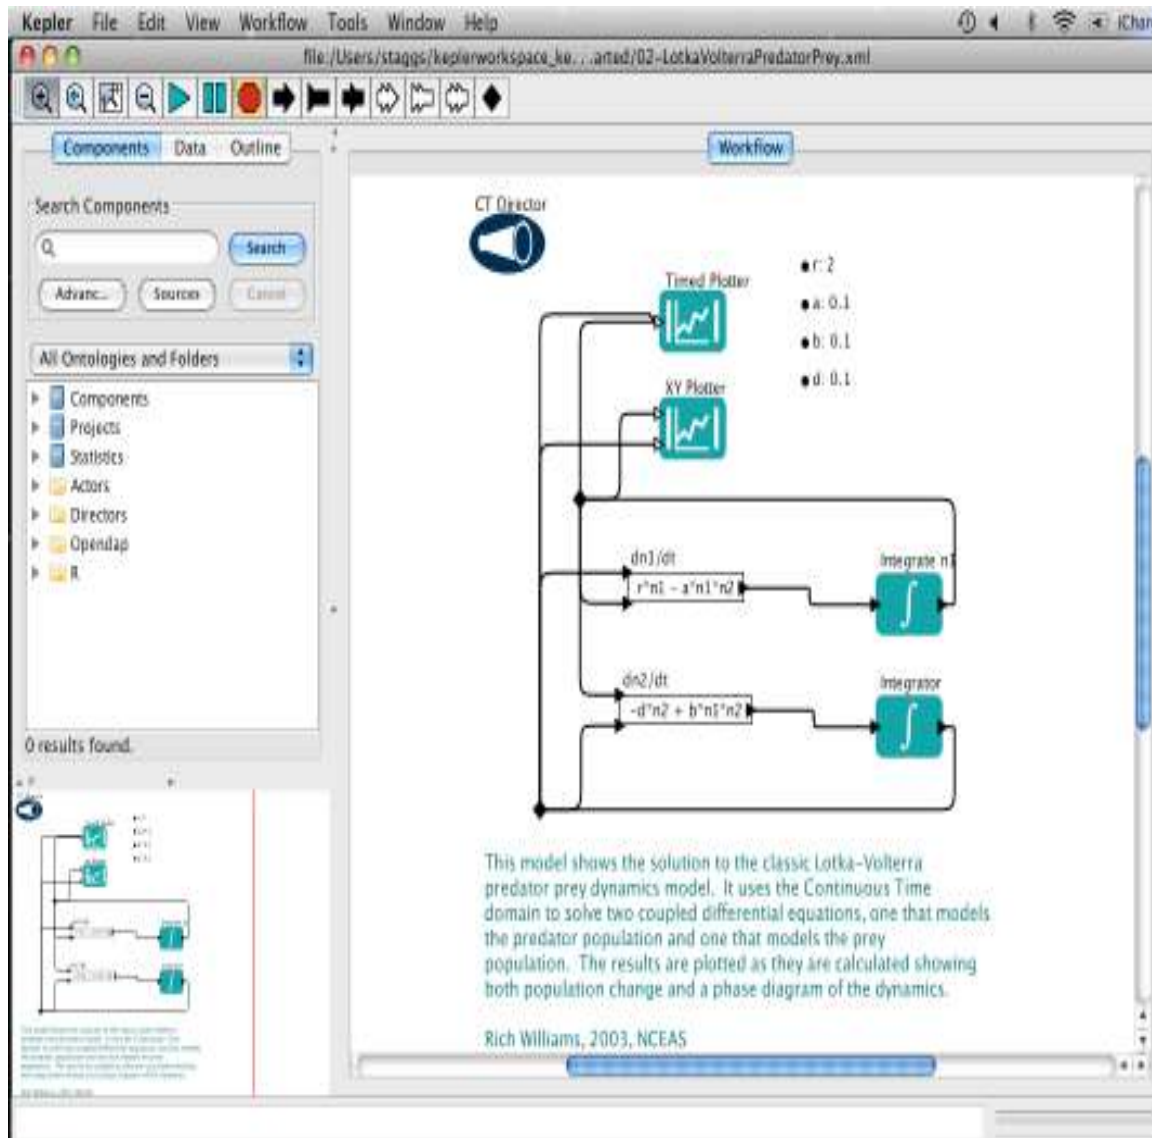 Kepler File Edit View Workflow Tools Window Help iChan
file:/Users/staggs/keplerworkspace_ke...arted/02-LotkaVolterraPredatorPrey.xml
Components Data Outline
Search Components
Search
Advanc... Sources Cancel
All Ontologies and Folders
Components
Projects
Statistics
Actors
Directors
Opendap
R
0 results found.
Workflow
CT Director
Timed Plotter
r: 2
a: 0.1
b: 0.1
d: 0.1
XY Plotter
dn1/dt
r*n1 - a*n1*n2
Integrate n1
dn2/dt
-d*n2 + b*n1*n2
Integrator
This model shows the solution to the classic Lotka-Volterra
predator prey dynamics model. It uses the Continuous Time
domain to solve two coupled differential equations, one that models
the predator population and one that models the prey
population. The results are plotted as they are calculated showing
both population change and a phase diagram of the dynamics.
Rich Williams, 2003, NCEAS